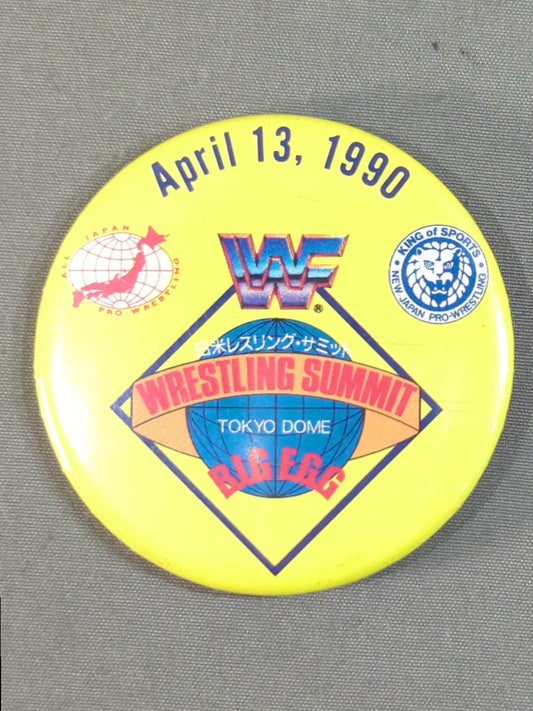 April 13, 1990
ALL JAPAN
PRO WRESTLING
WWF®
KING of SPORTS
NEW JAPAN PRO-WRESTLING
日米レスリング・サミット
WRESTLING SUMMIT
TOKYO DOME
BIG EGG